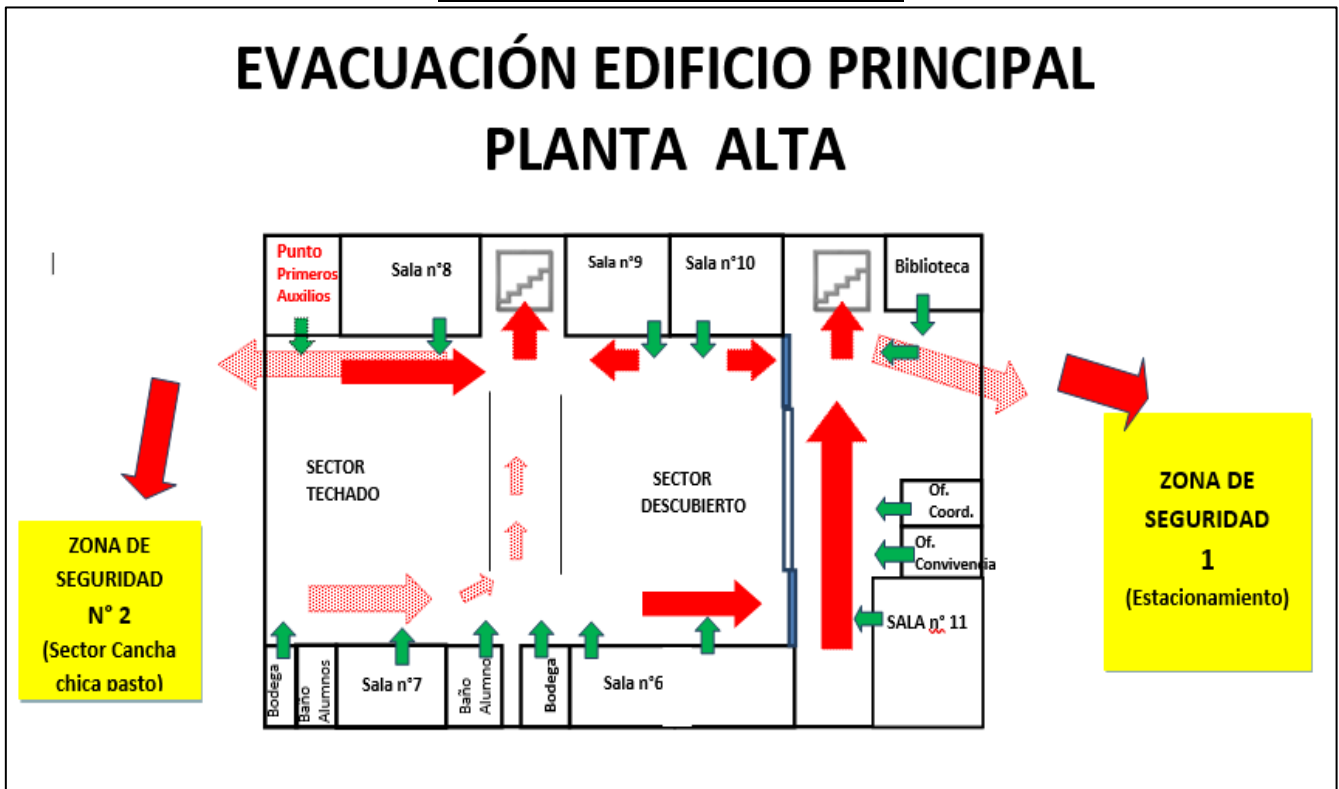 EVACUACIÓN EDIFICIO PRINCIPAL
PLANTA ALTA
Punto
Primeros
Auxilios
Sala n°8
Sala n°9
Sala n°10
Biblioteca
SECTOR
TECHADO
SECTOR
DESCUBIERTO
Of.
Coord.
Of.
Convivencia
SALA n° 11
Bodega
Baño
Alumnos
Sala n°7
Baño
Alumno
Bodega
Sala n°6
ZONA DE
SEGURIDAD
N° 2
(Sector Cancha
chica pasto)
ZONA DE
SEGURIDAD
1
(Estacionamiento)